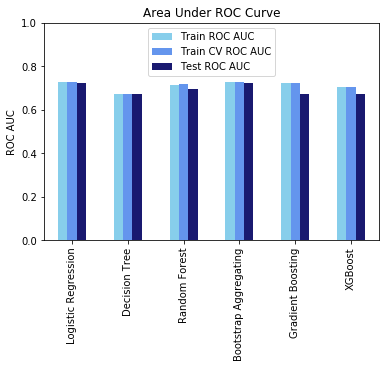 Area Under ROC Curve
Train ROC AUC
Train CV ROC AUC
Test ROC AUC
ROC AUC
1.0
0.8
0.6
0.4
0.2
0.0
Logistic Regression
Decision Tree
Random Forest
Bootstrap Aggregating
Gradient Boosting
XGBoost